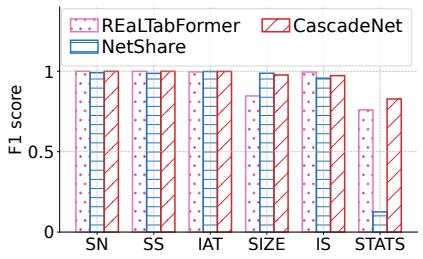 REaLTabFormer
CascadeNet
NetShare
F1 score
1
0.5
0
SN
SS
IAT
SIZE
IS
STATS